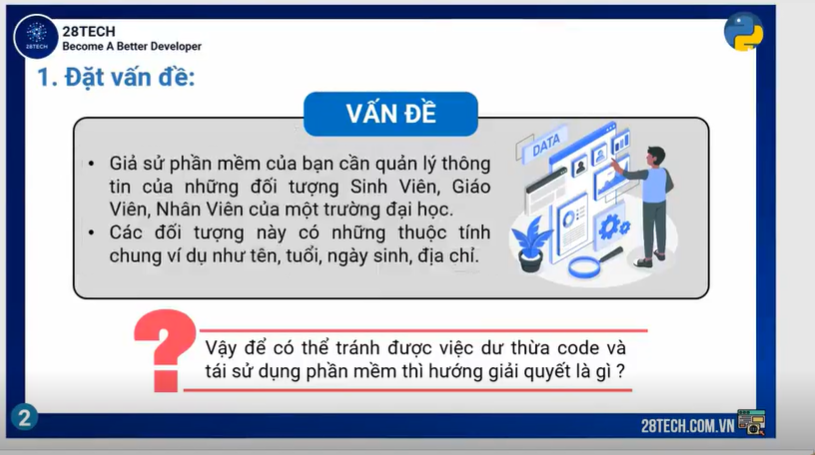 28TECH
28TECH
Become A Better Developer
1. Đặt vấn đề:
VẤN ĐỀ
• Giả sử phần mềm của bạn cần quản lý thông
tin của những đối tượng Sinh Viên, Giáo
Viên, Nhân Viên của một trường đại học.
• Các đối tượng này có những thuộc tính
chung ví dụ như tên, tuổi, ngày sinh, địa chỉ.
DATA
?
Vậy để có thể tránh được việc dư thừa code và
tái sử dụng phần mềm thì hướng giải quyết là gì ?
2
28TECH.COM.VN